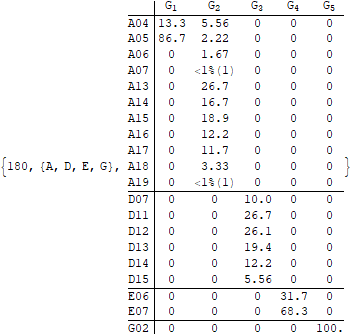 G₁ G₂ G₃ G₄ G₅
A04 13.3 5.56 0 0 0
A05 86.7 2.22 0 0 0
A06 0 1.67 0 0 0
A07 0 <1%(1) 0 0 0
A13 0 26.7 0 0 0
A14 0 16.7 0 0 0
A15 0 18.9 0 0 0
A16 0 12.2 0 0 0
A17 0 11.7 0 0 0
{180, {A, D, E, G}, A18 0 3.33 0 0 0 }
A19 0 <1%(1) 0 0 0
D07 0 0 10.0 0 0
D11 0 0 26.7 0 0
D12 0 0 26.1 0 0
D13 0 0 19.4 0 0
D14 0 0 12.2 0 0
D15 0 0 5.56 0 0
E06 0 0 0 31.7 0
E07 0 0 0 68.3 0
G02 0 0 0 0 100.